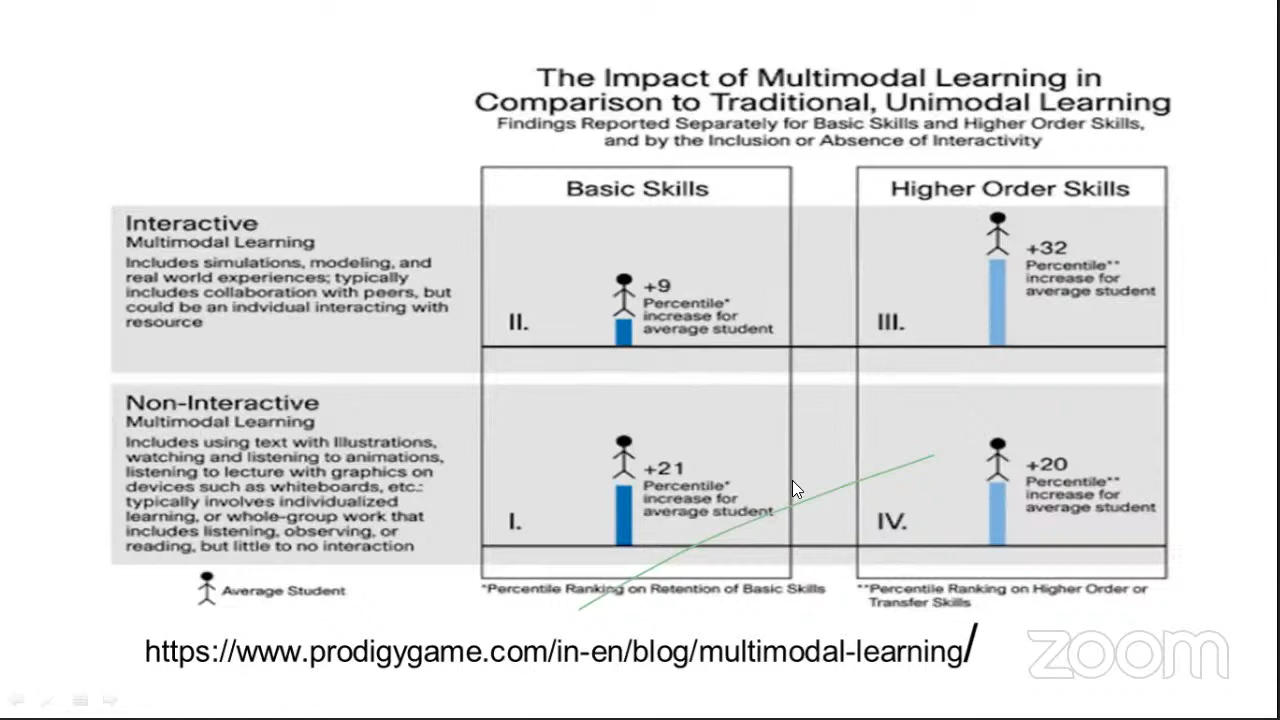 The Impact of Multimodal Learning in
Comparison to Traditional, Unimodal Learning
Findings Reported Separately for Basic Skills and Higher Order Skills,
and by the Inclusion or Absence of Interactivity
Basic Skills
Higher Order Skills
Interactive
Multimodal Learning
Includes simulations, modeling, and
real world experiences; typically
includes collaboration with peers, but
could be an indvidual interacting with
resource
II.
+9
Percentile*
increase for
average student
III.
+32
Percentile**
increase for
average student
Non-Interactive
Multimodal Learning
Includes using text with Illustrations,
watching and listening to animations,
listening to lecture with graphics on
devices such as whiteboards, etc.:
typically involves individualized
learning, or whole-group work that
includes listening, observing, or
reading, but little to no interaction
I.
+21
Percentile*
increase for
average student
IV.
+20
Percentile**
increase for
average student
Average Student
*Percentile Ranking on Retention of Basic Skills
**Percentile Ranking on Higher Order or
Transfer Skills
https://www.prodigygame.com/in-en/blog/multimodal-learning/
zoom